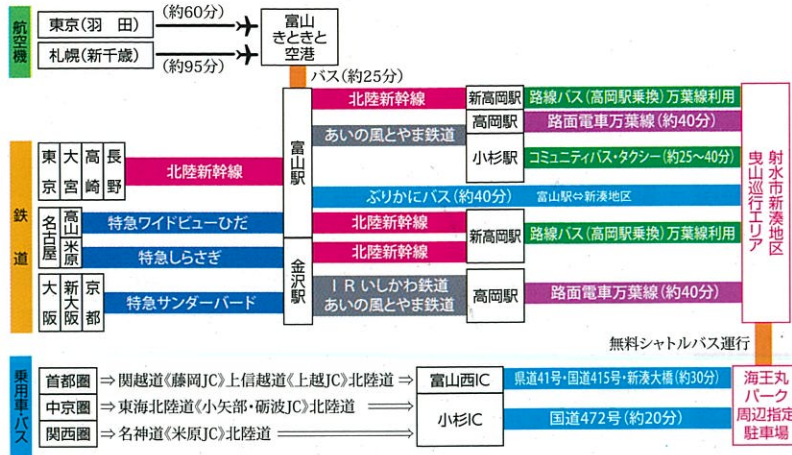 航空機
東京(羽　田)
(約60分)
札幌(新千歳)
(約95分)
富山
きときと
空港
バス(約25分)
鉄道
東京
大宮
高崎
長野
北陸新幹線
富山駅
北陸新幹線
新高岡駅
路線バス(高岡駅乗換)万葉線利用
あいの風とやま鉄道
高岡駅
路面電車万葉線(約40分)
小杉駅
コミュニティバス・タクシー(約25～40分)
ぶりかにバス(約40分)
富山駅⇔新湊地区
名古屋
高山
特急ワイドビューひだ
米原
特急しらさぎ
北陸新幹線
北陸新幹線
新高岡駅
路線バス(高岡駅乗換)万葉線利用
大阪
新大阪
京都
特急サンダーバード
金沢駅
IRいしかわ鉄道
あいの風とやま鉄道
高岡駅
路面電車万葉線(約40分)
射水市新湊地区
曳山巡行エリア
無料シャトルバス運行
乗用車バス
首都圏
⇒関越道《藤岡JC》上信越道《上越JC》北陸道⇒
富山西IC
県道41号・国道415号・新湊大橋(約30分)
中京圏
⇒東海北陸道《小矢部・砺波JC》北陸道⇒
小杉IC
国道472号(約20分)
関西圏
⇒名神道《米原JC》北陸道⇒
海王丸
パーク
周辺指定
駐車場